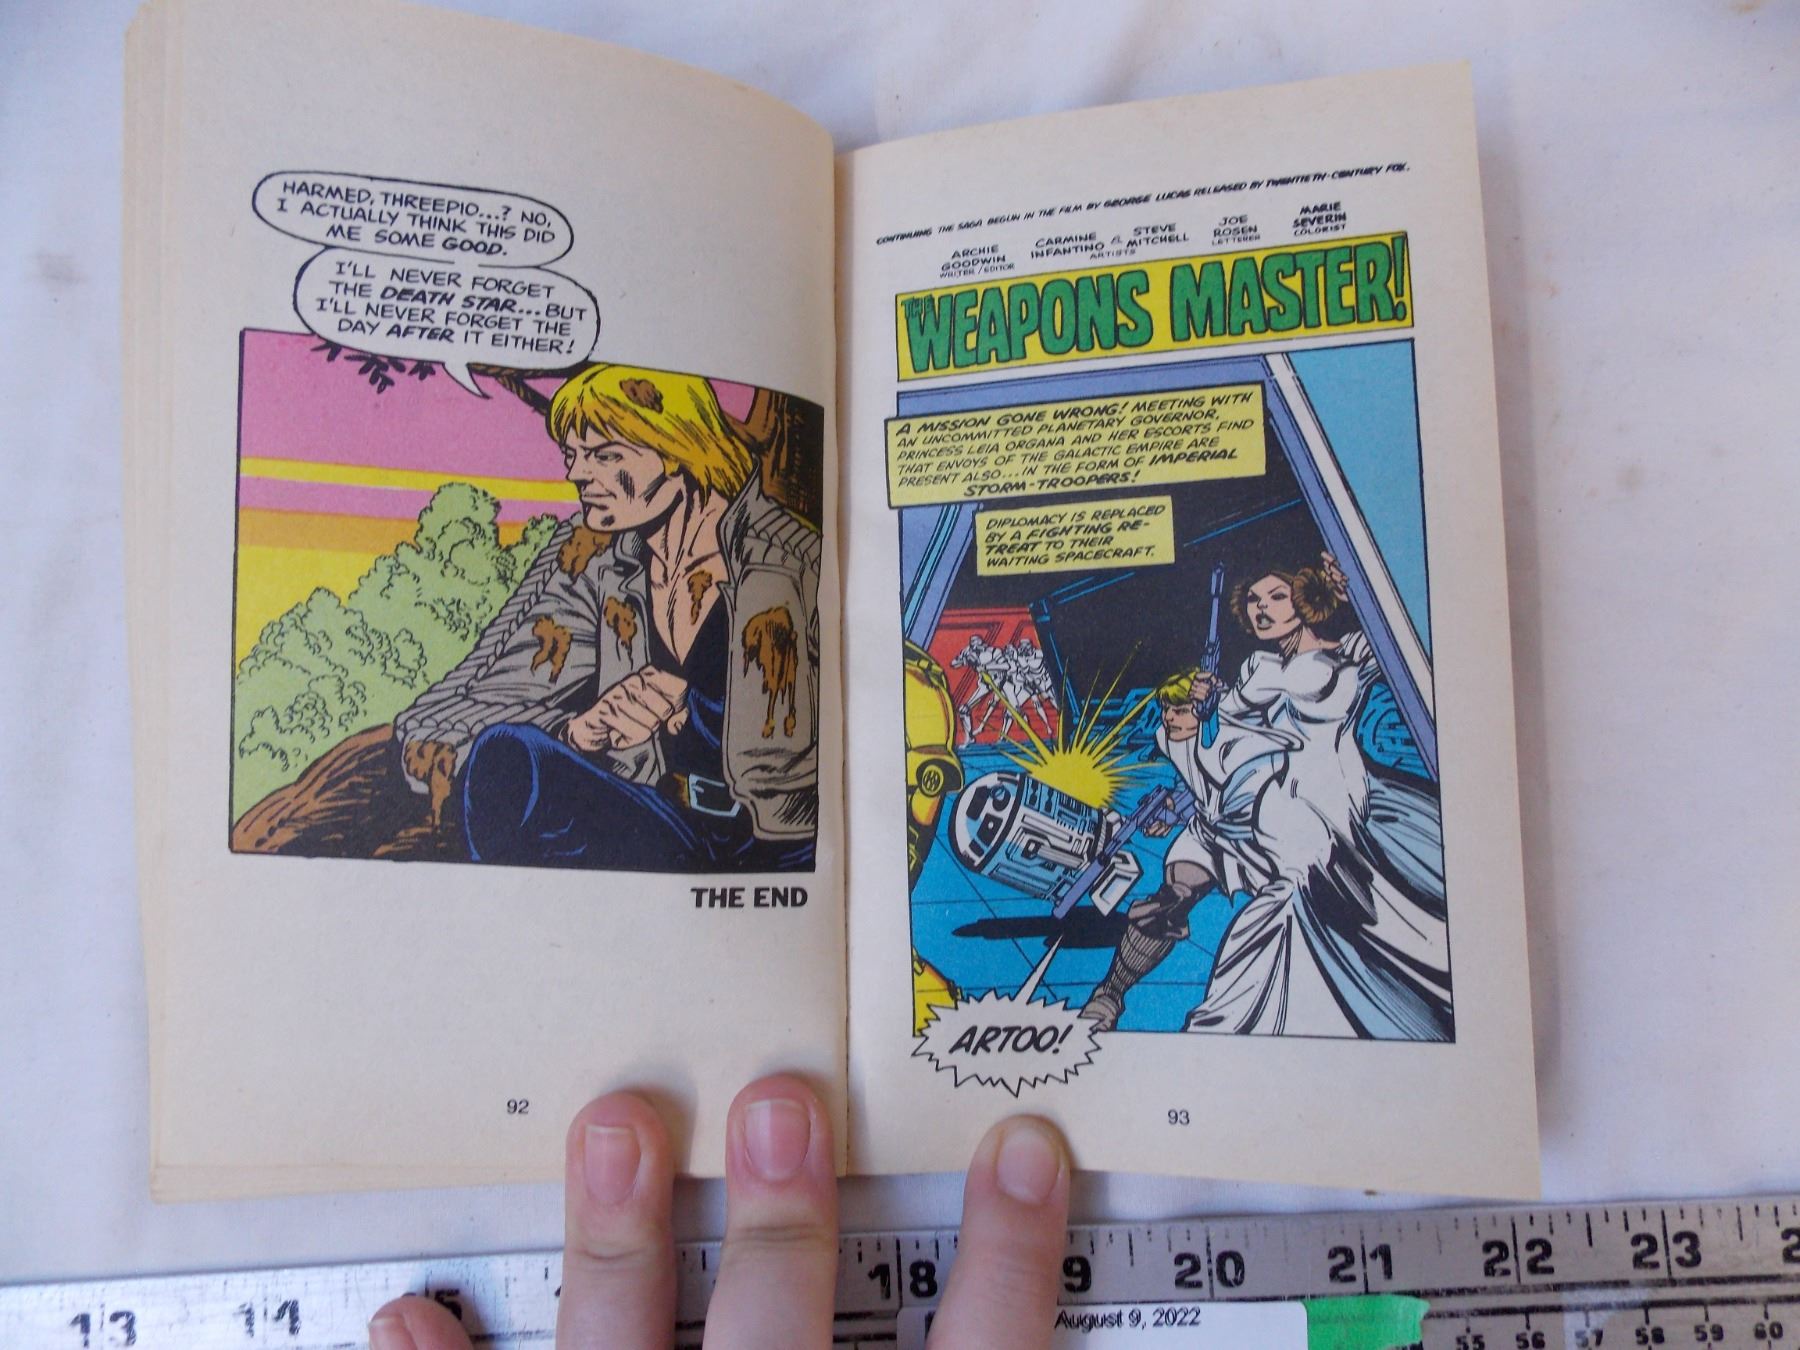 HARMED, THREEPIO...? NO,
I ACTUALLY THINK THIS DID
ME SOME GOOD.
I'LL NEVER FORGET
THE DEATH STAR... BUT
I'LL NEVER FORGET THE
DAY AFTER IT EITHER!
THE END
92
CONTINUING THE SAGA BEGUN IN THE FILM BY GEORGE LUCAS RELEASED BY TWENTIETH-CENTURY FOX.
ARCHIE
GOODWIN
WRITER/EDITOR
CARMINE
INFANTINO
&
STEVE
MITCHELL
ARTISTS
JOE
ROSEN
LETTERER
MARIE
SEVERIN
COLORIST
THE WEAPONS MASTER!
A MISSION GONE WRONG! MEETING WITH
AN UNCOMMITTED PLANETARY GOVERNOR,
PRINCESS LEIA ORGANA AND HER ESCORTS FIND
THAT ENVOYS OF THE GALACTIC EMPIRE ARE
PRESENT ALSO... IN THE FORM OF IMPERIAL
STORM-TROOPERS!
DIPLOMACY IS REPLACED
BY A FIGHTING RE-
TREAT TO THEIR
WAITING SPACECRAFT.
ARTOO!
93
13 14 5 18 9 20 21 22 23 2
August 9, 2022
55 56 57 58 59 60